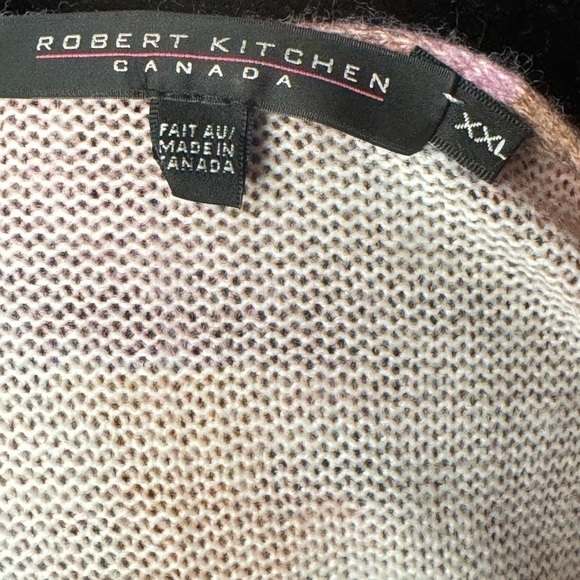 ROBERT KITCHEN
CANADA
XXL
FAIT AU/
MADE IN
CANADA